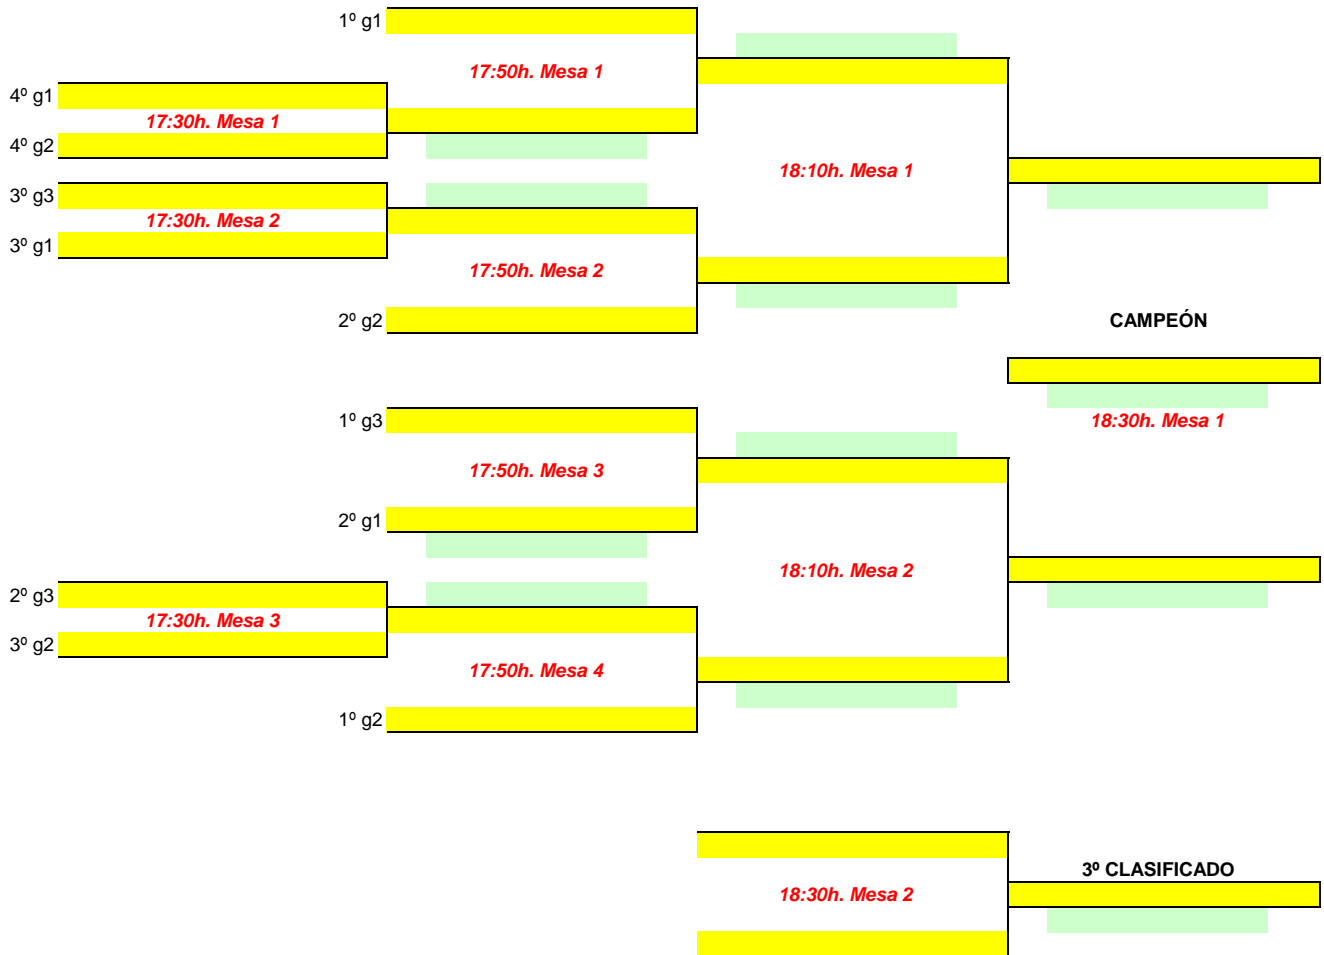 1º g1
17:50h. Mesa 1
4º g1
17:30h. Mesa 1
4º g2
18:10h. Mesa 1
3º g3
17:30h. Mesa 2
3º g1
17:50h. Mesa 2
2º g2
CAMPEÓN
1º g3
18:30h. Mesa 1
17:50h. Mesa 3
2º g1
18:10h. Mesa 2
2º g3
17:30h. Mesa 3
3º g2
17:50h. Mesa 4
1º g2
3º CLASIFICADO
18:30h. Mesa 2